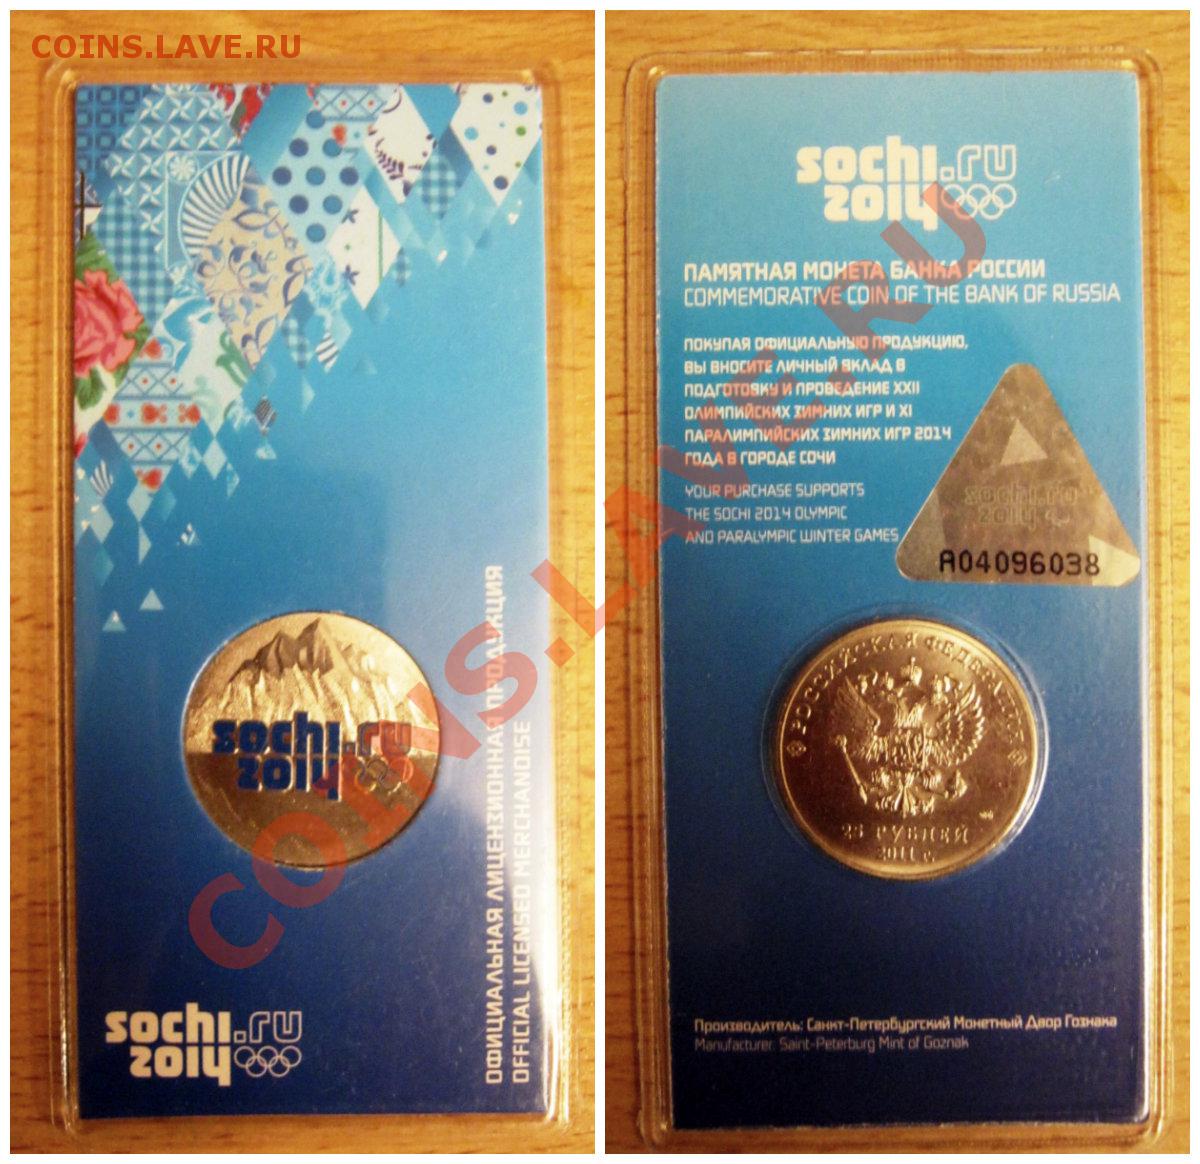 COINS.LAVE.RU
sochi.ru
2014
ОФИЦИАЛЬНАЯ ЛИЦЕНЗИОННАЯ ПРОДУКЦИЯ
OFFICIAL LICENSED MERCHANDISE
sochi.ru
2014
COINS.LAVE.RU
sochi.ru
2014
ПАМЯТНАЯ МОНЕТА БАНКА РОССИИ
COMMEMORATIVE COIN OF THE BANK OF RUSSIA
ПОКУПАЯ ОФИЦИАЛЬНУЮ ПРОДУКЦИЮ,
ВЫ ВНОСИТЕ ЛИЧНЫЙ ВКЛАД В
ПОДГОТОВКУ И ПРОВЕДЕНИЕ XXII
ОЛИМПИЙСКИХ ЗИМНИХ ИГР И XI
ПАРАЛИМПИЙСКИХ ЗИМНИХ ИГР 2014
ГОДА В ГОРОДЕ СОЧИ
YOUR PURCHASE SUPPORTS
THE SOCHI 2014 OLYMPIC
AND PARALYMPIC WINTER GAMES
sochi.ru
2014
A04096038
РОССИЙСКАЯ ФЕДЕРАЦИЯ
25 РУБЛЕЙ
2011 г.
Производитель: Санкт-Петербургский Монетный Двор Гознака
Manufacturer: Saint-Peterburg Mint of Goznak